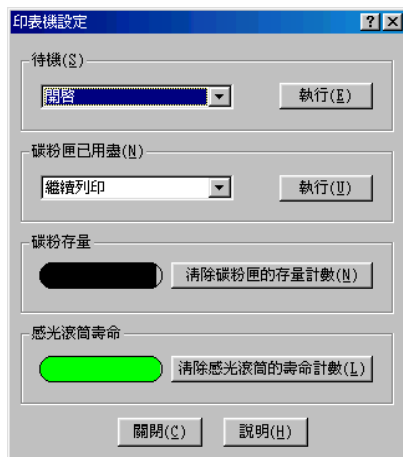 印表機設定
待機(S)
開啓
執行(E)
碳粉匣已用盡(N)
繼續列印
執行(U)
碳粉存量
清除碳粉匣的存量計數(N)
感光滾筒壽命
清除感光滾筒的壽命計數(L)
關閉(C)
說明(H)